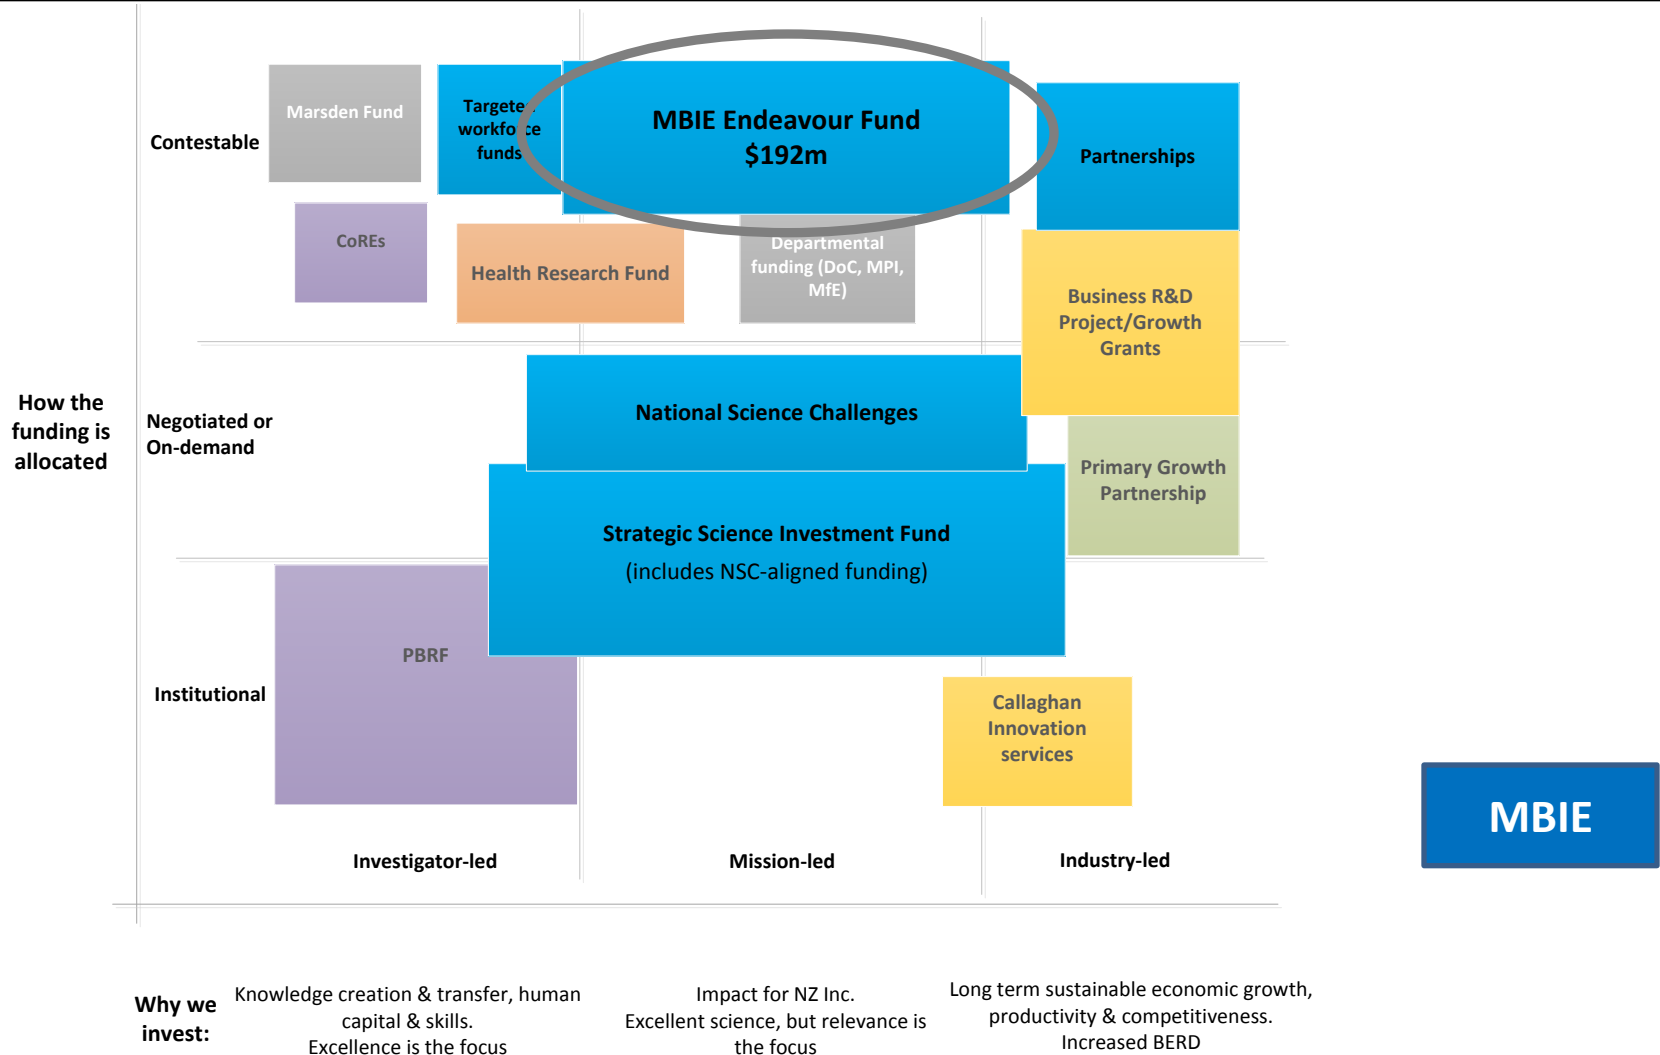 Marsden Fund
Targeted
workforce
funds
MBIE Endeavour Fund
$192m
Partnerships
Contestable
CoREs
Health Research Fund
Departmental
funding (DoC, MPI,
MfE)
Business R&D
Project/Growth
Grants
How the
funding is
allocated
Negotiated or
On-demand
National Science Challenges
Primary Growth
Partnership
Strategic Science Investment Fund
(includes NSC-aligned funding)
PBRF
Institutional
Callaghan
Innovation
services
MBIE
Investigator-led
Mission-led
Industry-led
Why we
invest:
Knowledge creation & transfer, human
capital & skills.
Excellence is the focus
Impact for NZ Inc.
Excellent science, but relevance is
the focus
Long term sustainable economic growth,
productivity & competitiveness.
Increased BERD